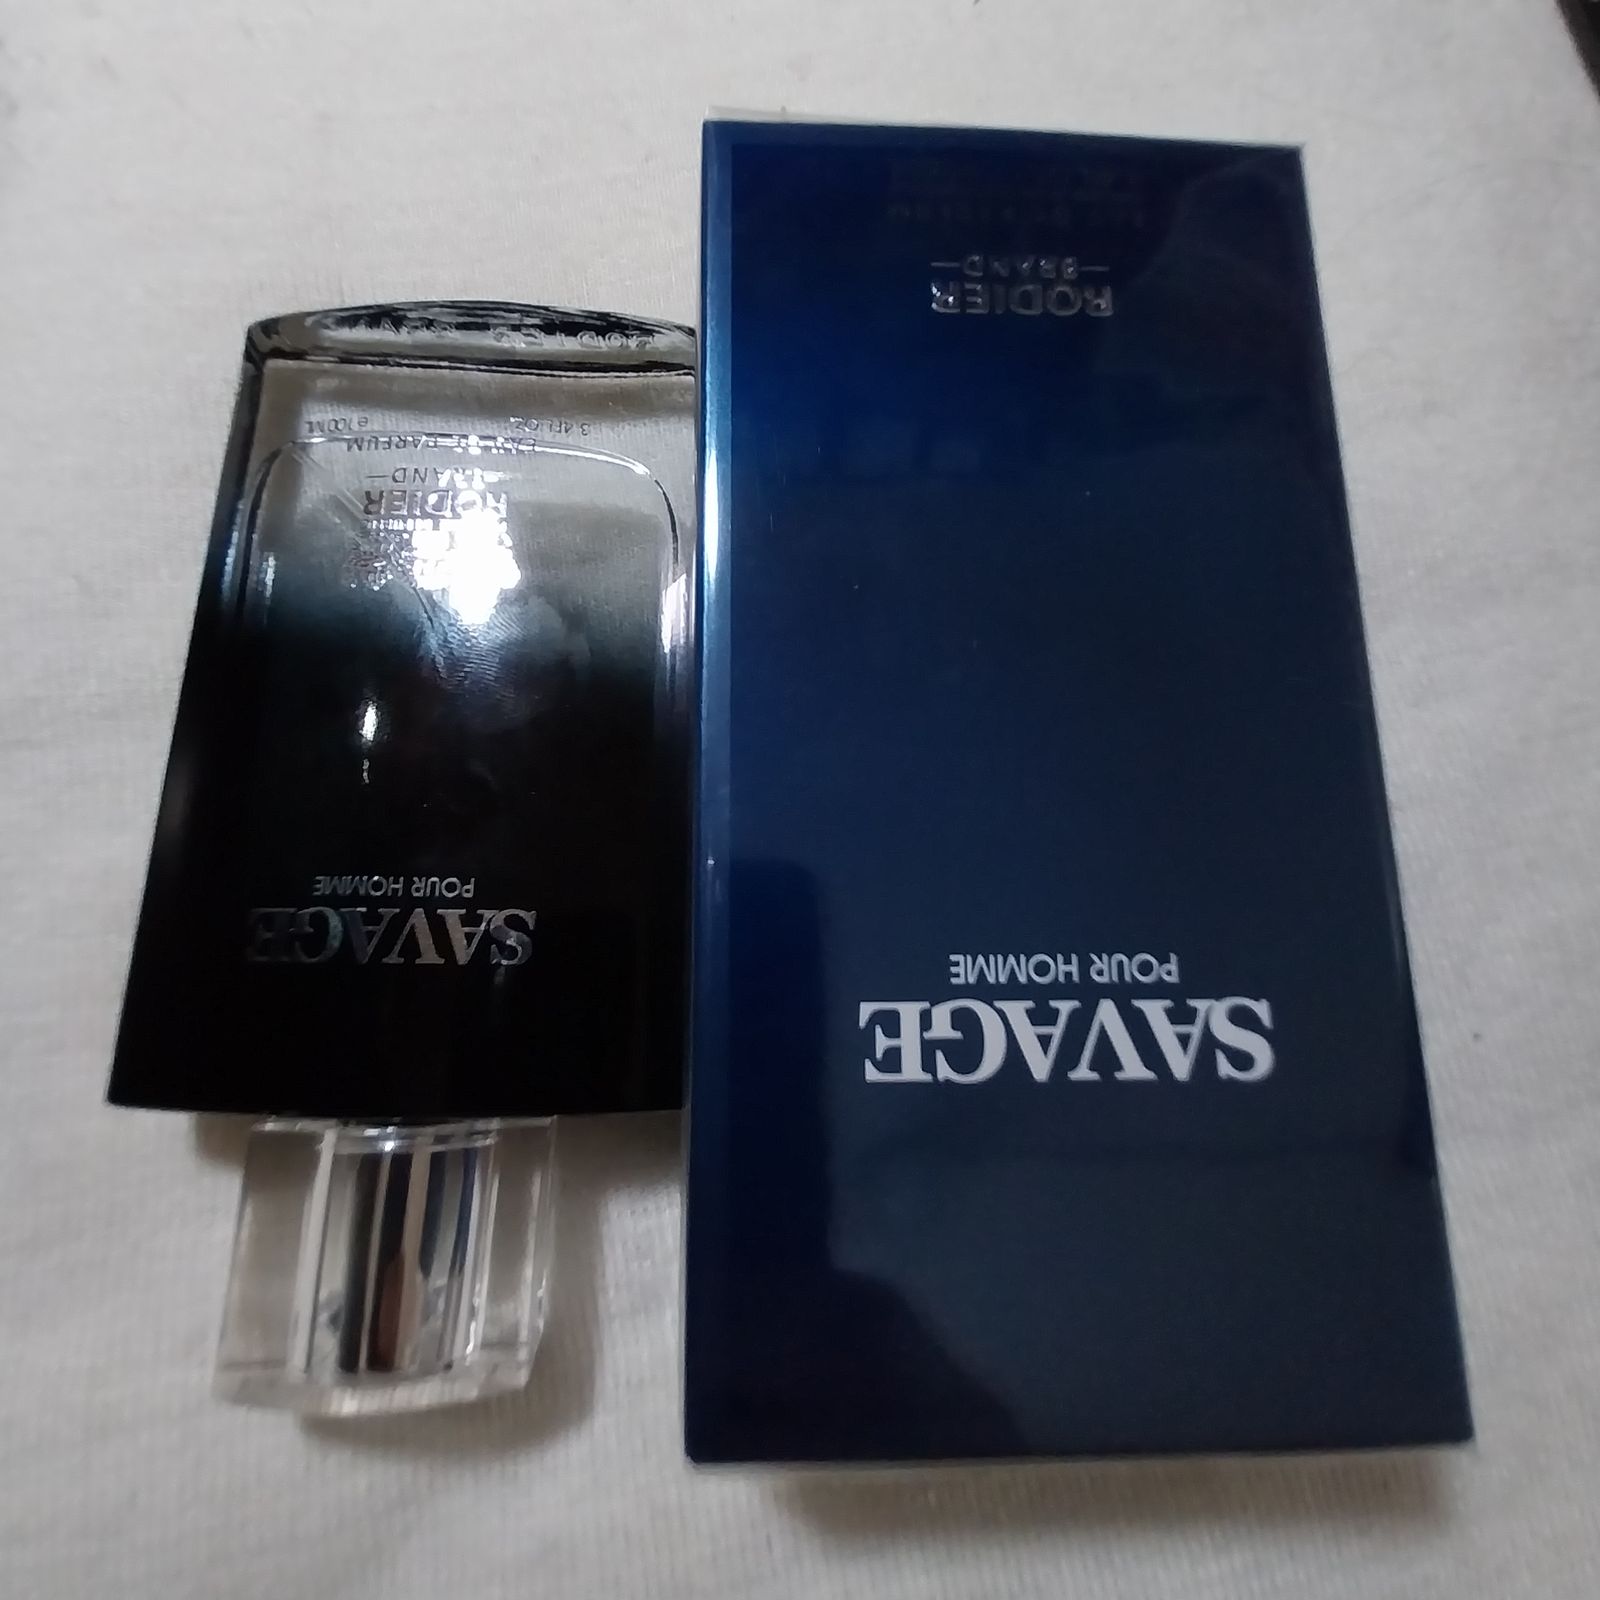 SAVAGE
POUR HOMME
RODIER
—BRAND—
EAU DE PARFUM
3.4FL.OZ. e100ML
SAVAGE
POUR HOMME
RODIER
—BRAND—